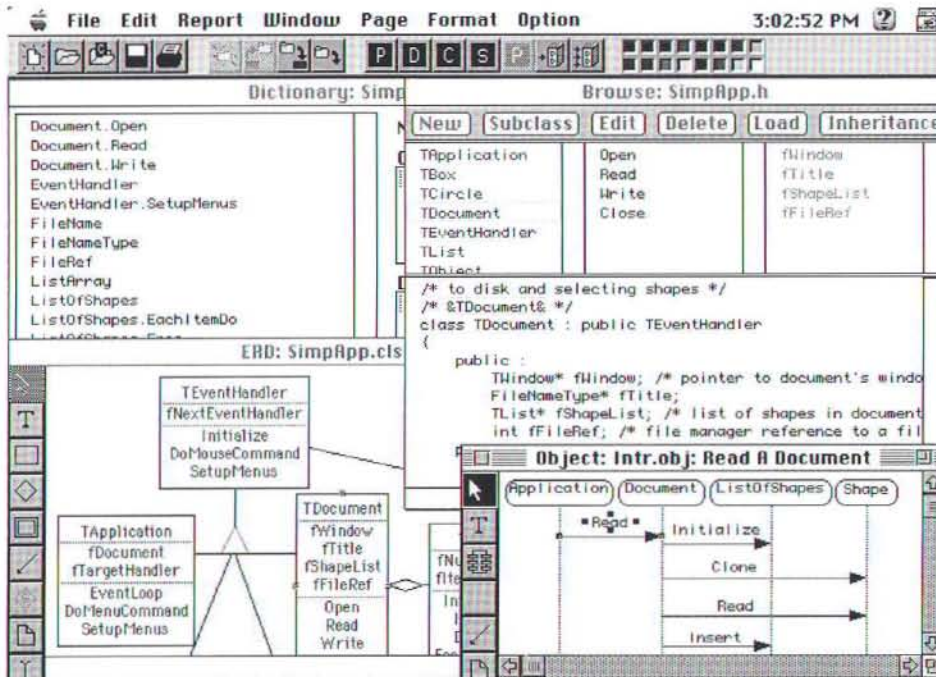 File Edit Report Window Page Format Option 3:02:52 PM
P D C S P
Dictionary: Simp
Document.Open
Document.Read
Document.Write
EventHandler
EventHandler.SetupMenus
FileName
FileNameType
FileRef
ListArray
ListOfShapes
ListOfShapes.EachItemDo
Browse: SimpApp.h
New Subclass Edit Delete Load Inheritance
TApplication Open fWindow
TBox Read fTitle
TCircle Write fShapeList
TDocument Close fFileRef
TEventHandler
TList
TObject
/* to disk and selecting shapes */
/* &TDocument& */
class TDocument : public TEventHandler
{
public :
TWindow* fWindow; /* pointer to document's windo
FileNameType* fTitle;
TList* fShapeList; /* list of shapes in document
int fFileRef; /* file manager reference to a fil
ERD: SimpApp.cls
T
TEventHandler
fNextEventHandler
Initialize
DoMouseCommand
SetupMenus
TApplication
fDocument
fTargetHandler
EventLoop
DoMenuCommand
SetupMenus
TDocument
fWindow
fTitle
fShapeList
fFileRef
Open
Read
Write
Object: Intr.obj: Read A Document
Application Document ListOfShapes Shape
T
Read
Initialize
Clone
Read
Insert